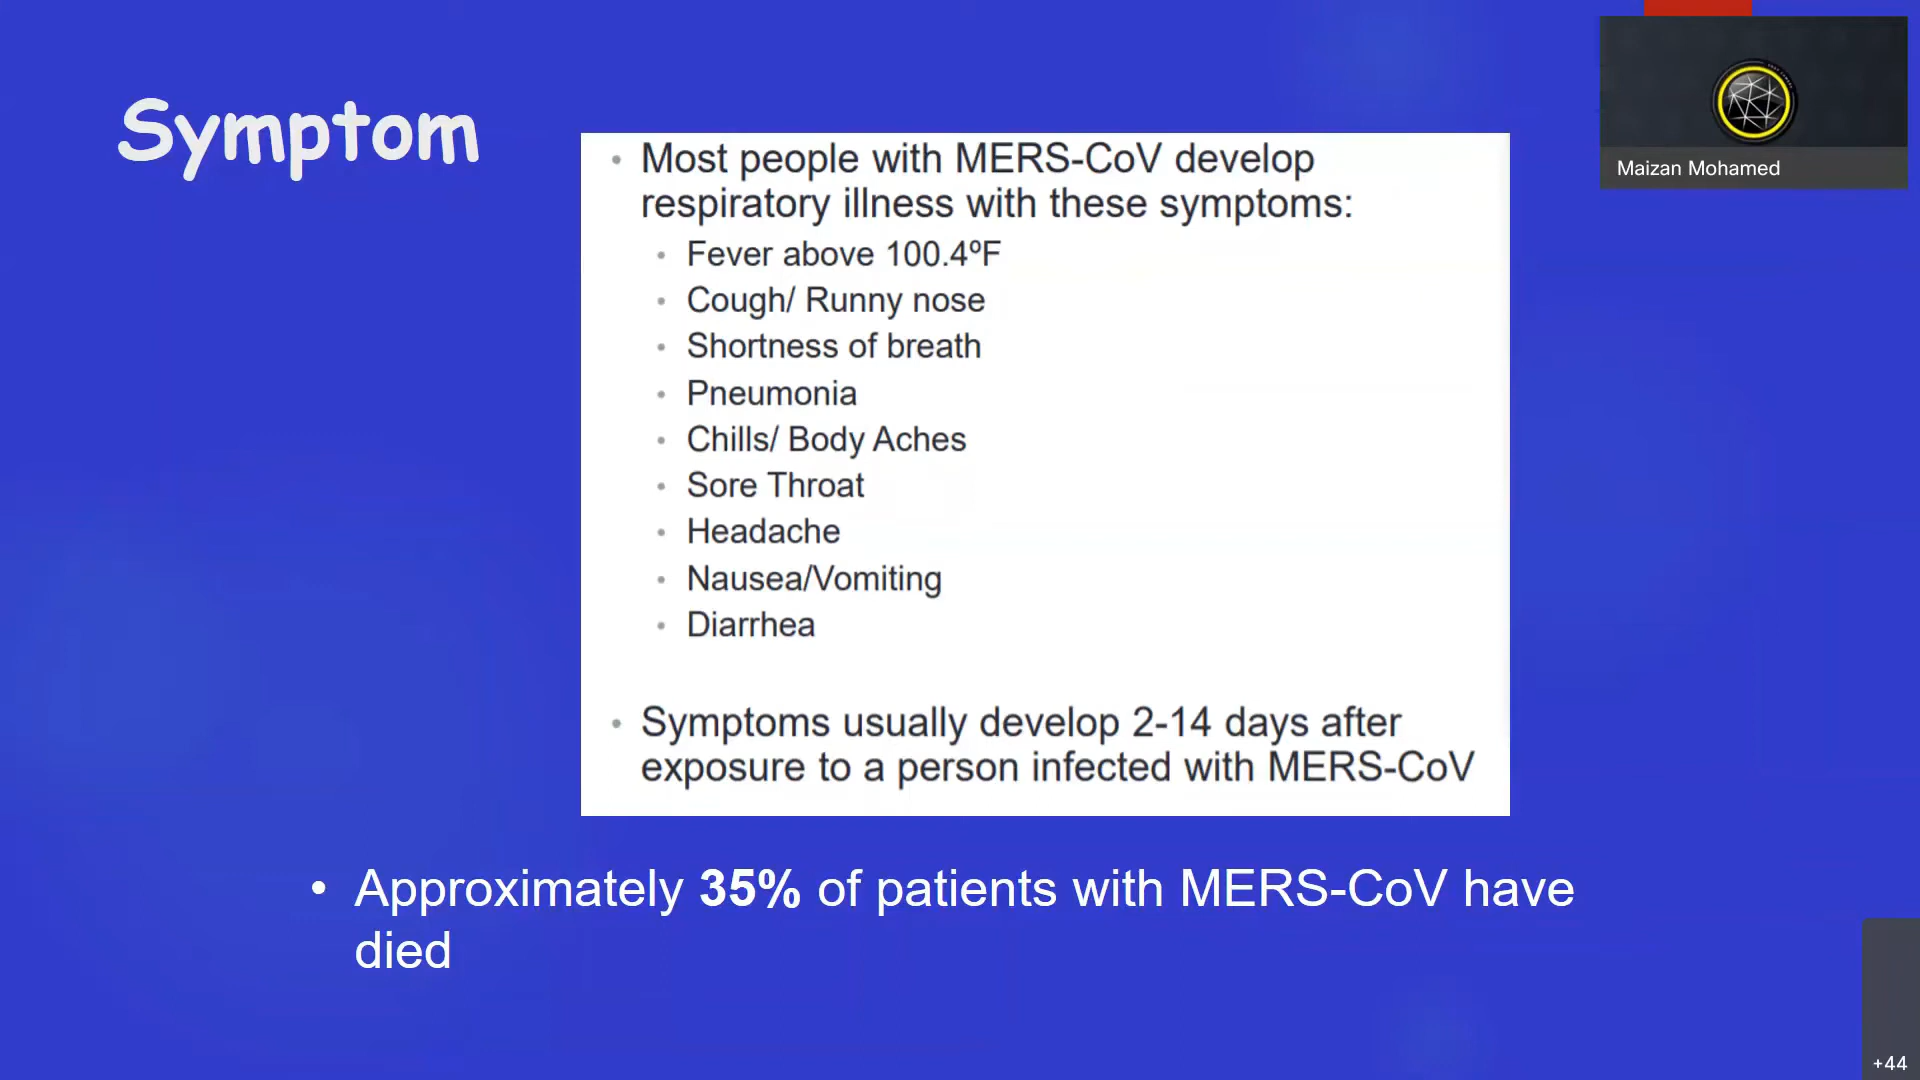 Symptom
Maizan Mohamed
• Most people with MERS-CoV develop
respiratory illness with these symptoms:
• Fever above 100.4ºF
• Cough/ Runny nose
• Shortness of breath
• Pneumonia
• Chills/ Body Aches
• Sore Throat
• Headache
• Nausea/Vomiting
• Diarrhea
• Symptoms usually develop 2-14 days after
exposure to a person infected with MERS-CoV
• Approximately 35% of patients with MERS-CoV have
died
+44